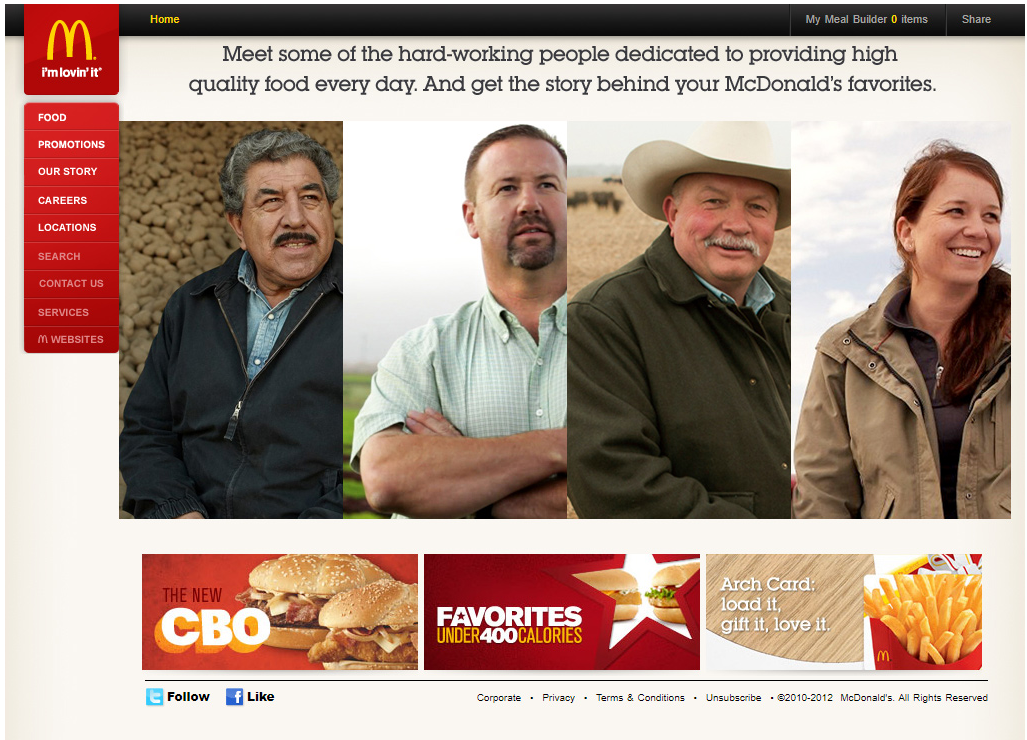 Home
My Meal Builder 0 items
Share
i'm lovin' it®
Meet some of the hard-working people dedicated to providing high
quality food every day. And get the story behind your McDonald's favorites.
FOOD
PROMOTIONS
OUR STORY
CAREERS
LOCATIONS
SEARCH
CONTACT US
SERVICES
M WEBSITES
THE NEW
CBO
FAVORITES
UNDER 400 CALORIES
Arch Card:
load it,
gift it, love it.
Follow
Like
Corporate • Privacy • Terms & Conditions • Unsubscribe • ©2010-2012 McDonald's. All Rights Reserved